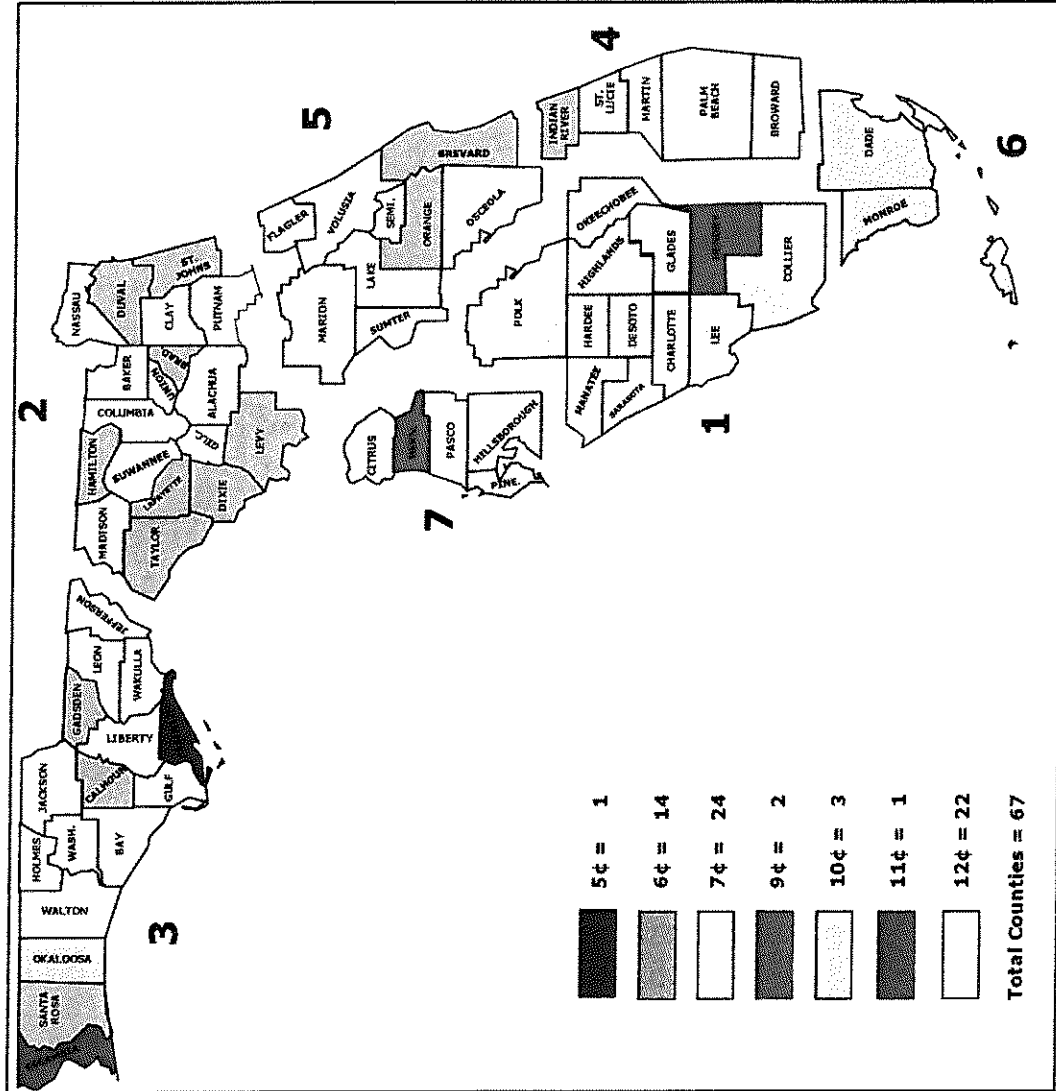 SANTA
ROSA
OKALOOSA
WALTON
HOLMES
WASH.
BAY
JACKSON
CALHOUN
GULF
GADSDEN
LIBERTY
LEON
WAKULLA
JEFFERSON
3
2
MADISON
TAYLOR
HAMILTON
SUWANNEE
LAFAYETTE
DIXIE
COLUMBIA
GILC.
LEVY
BAKER
UNION
BRAD
ALACHUA
NASSAU
DUVAL
CLAY
ST.
JOHNS
PUTNAM
5
FLAGLER
VOLUSIA
MARION
LAKE
SEMI.
SUMTER
ORANGE
BREVARD
OSCEOLA
7
CITRUS
PASCO
HILLSBOROUGH
PINE.
4
INDIAN
RIVER
ST.
LUCIE
MARTIN
PALM
BEACH
BROWARD
1
POLK
HARDEE
HIGHLANDS
OKEECHOBEE
MANATEE
DESOTO
SARASOTA
CHARLOTTE
GLADES
LEE
COLLIER
6
DADE
MONROE
5¢ = 1
6¢ = 14
7¢ = 24
9¢ = 2
10¢ = 3
11¢ = 1
12¢ = 22
Total Counties = 67